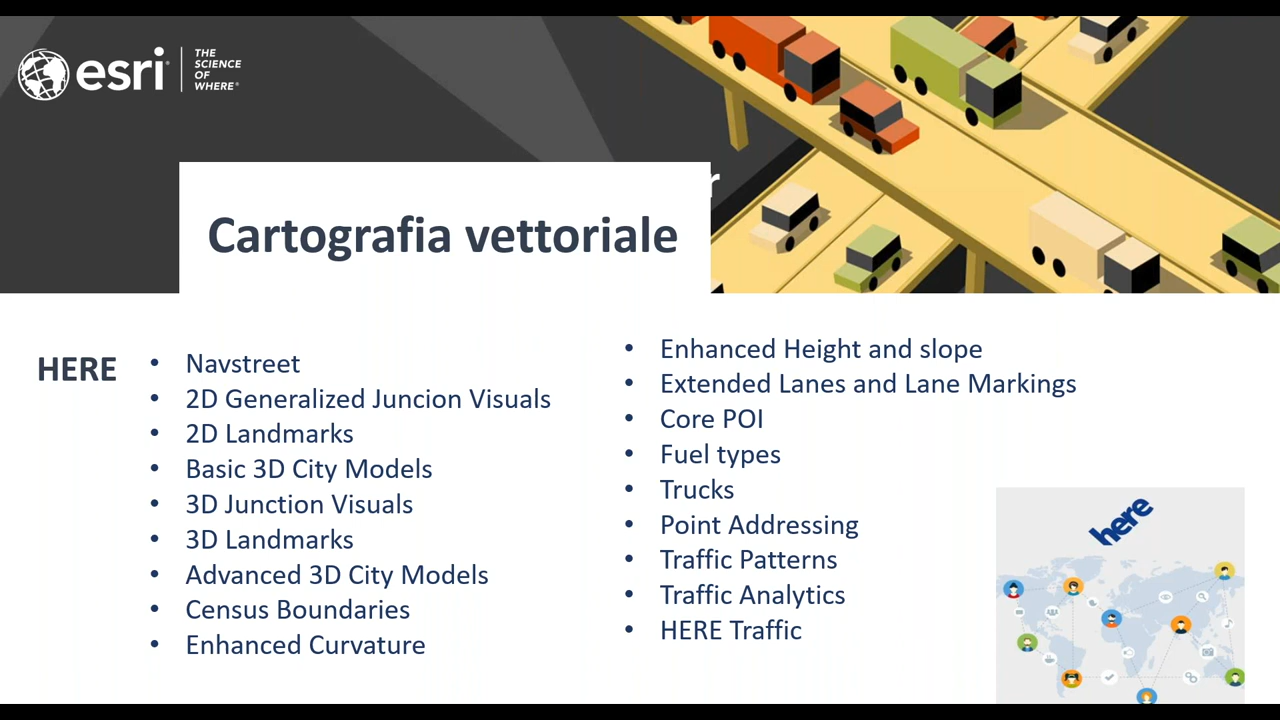 esri
THE
SCIENCE
OF
WHERE
r
Cartografia vettoriale
HERE
• Navstreet
• 2D Generalized Juncion Visuals
• 2D Landmarks
• Basic 3D City Models
• 3D Junction Visuals
• 3D Landmarks
• Advanced 3D City Models
• Census Boundaries
• Enhanced Curvature
• Enhanced Height and slope
• Extended Lanes and Lane Markings
• Core POI
• Fuel types
• Trucks
• Point Addressing
• Traffic Patterns
• Traffic Analytics
• HERE Traffic
here